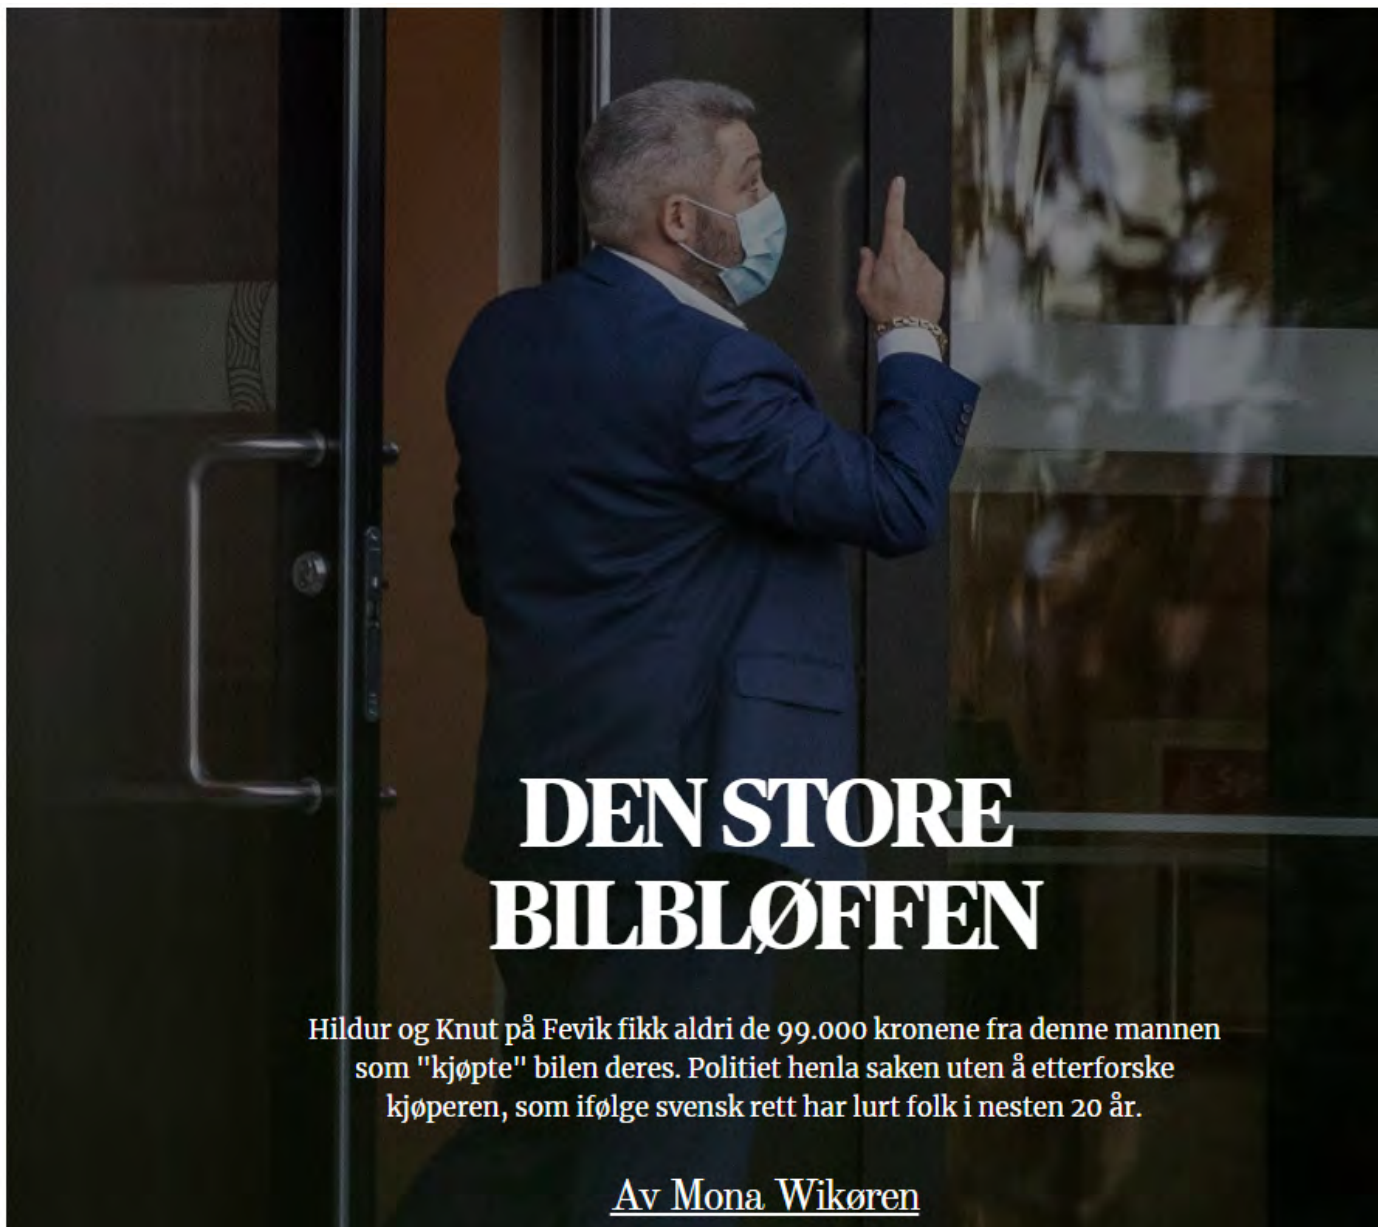 DEN STORE
BILBLØFFEN
Hildur og Knut på Fevik fikk aldri de 99.000 kronene fra denne mannen
som "kjøpte" bilen deres. Politiet henla saken uten å etterforske
kjøperen, som ifølge svensk rett har lurt folk i nesten 20 år.
Av Mona Wikøren